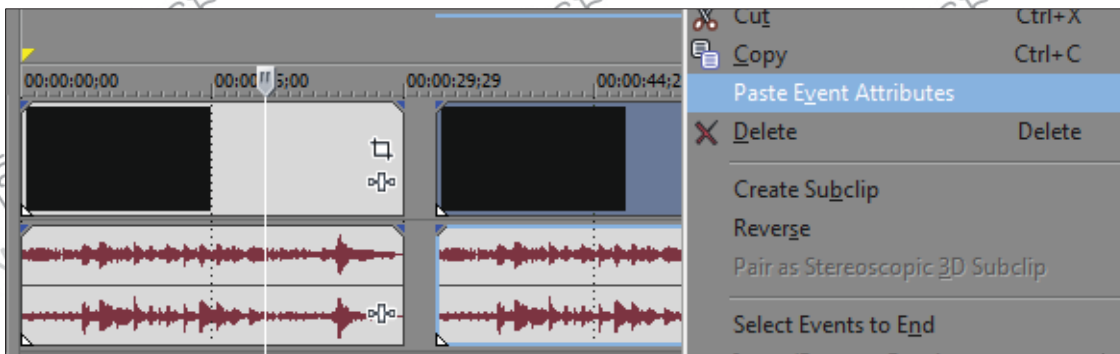 Cut Ctrl+X
Copy Ctrl+C
Paste Event Attributes
Delete Delete
Create Subclip
Reverse
Pair as Stereoscopic 3D Subclip
Select Events to End
00:00:00;00
00:00:29;29